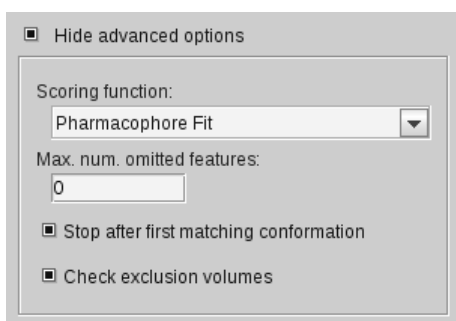 Hide advanced options
Scoring function:
Pharmacophore Fit
Max. num. omitted features:
0
Stop after first matching conformation
Check exclusion volumes